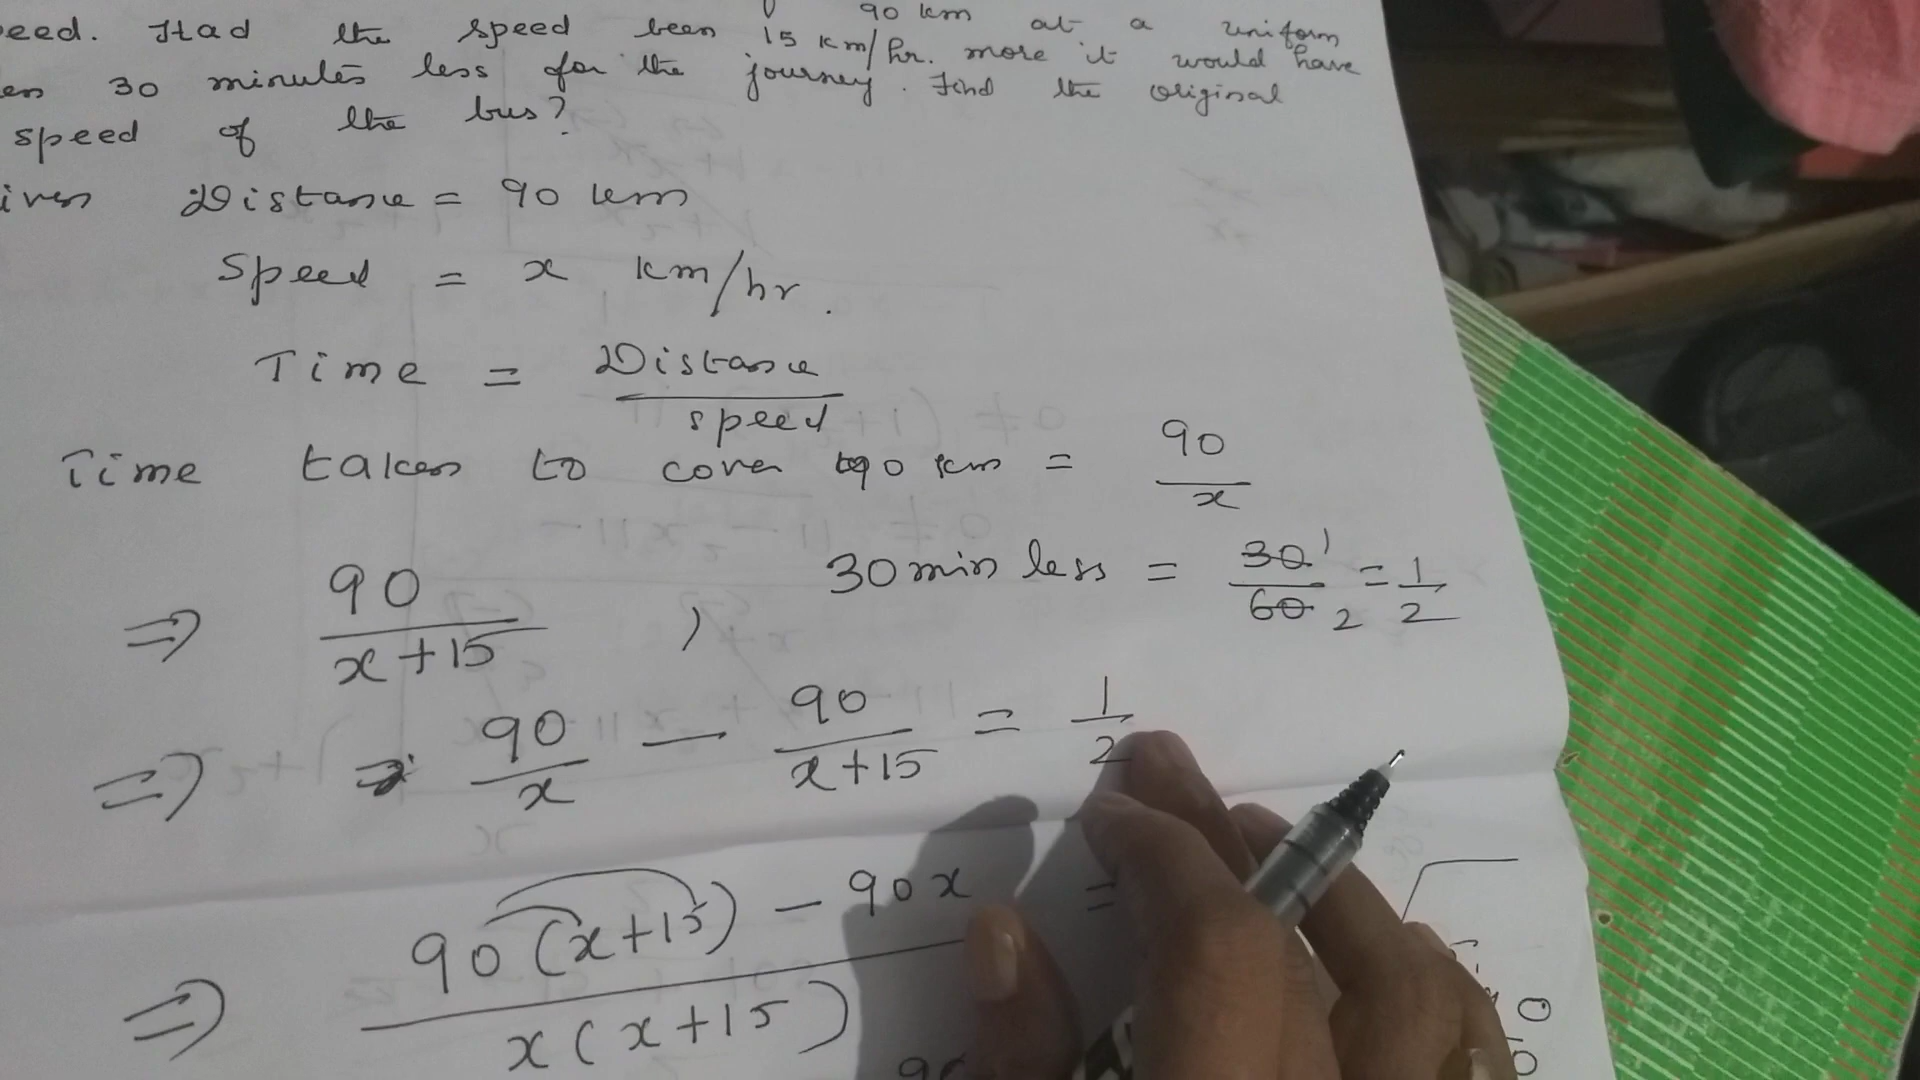 90 km at a uniform
eed. Had the speed been 15 km/hr. more it would have
en 30 minutes less for the journey. Find the original
speed of the bus?
iven Distance = 90 km
Speed = x km/hr.
Time = Distance / speed
Time taken to cover 90 km = 90/x
30 min less = 30/60 = 1/2
⇒ 90/(x+15) ,
⇒ 90/x - 90/(x+15) = 1/2
⇒ (90(x+15) - 90x) / (x(x+15)) =